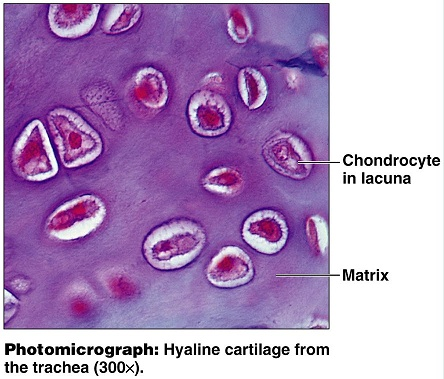 Chondrocyte
in lacuna
Matrix
Photomicrograph: Hyaline cartilage from
the trachea (300×).